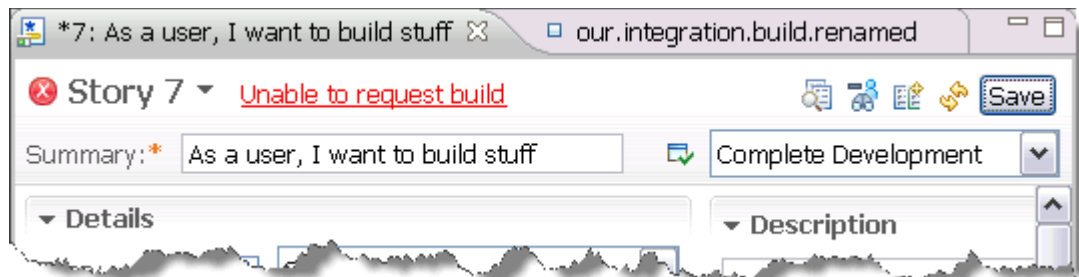 *7: As a user, I want to build stuff our.integration.build.renamed
Story 7 Unable to request build Save
Summary:* As a user, I want to build stuff Complete Development
Details Description